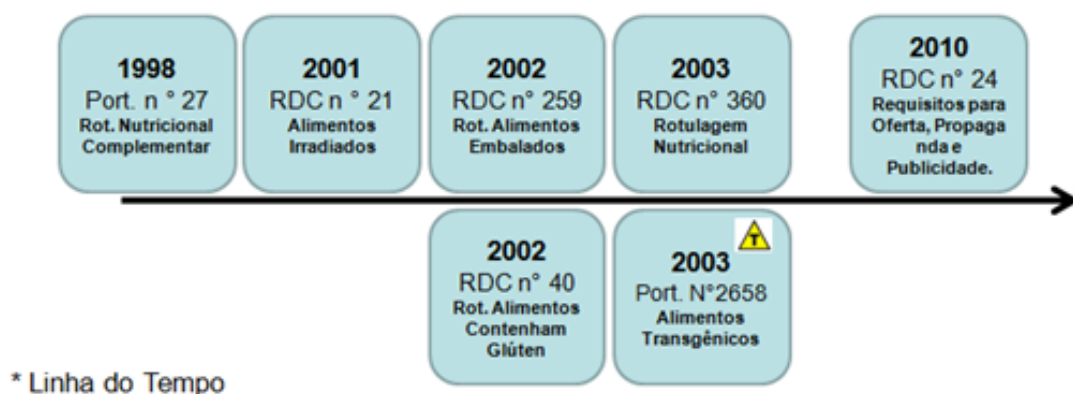 1998
Port. n ° 27
Rot. Nutricional
Complementar
2001
RDC n ° 21
Alimentos
Irradiados
2002
RDC n° 259
Rot. Alimentos
Embalados
2003
RDC n° 360
Rotulagem
Nutricional
2010
RDC n° 24
Requisitos para
Oferta, Propaga
nda e
Publicidade.
2002
RDC n° 40
Rot. Alimentos
Contenham
Glúten
T
2003
Port. N°2658
Alimentos
Transgênicos
* Linha do Tempo